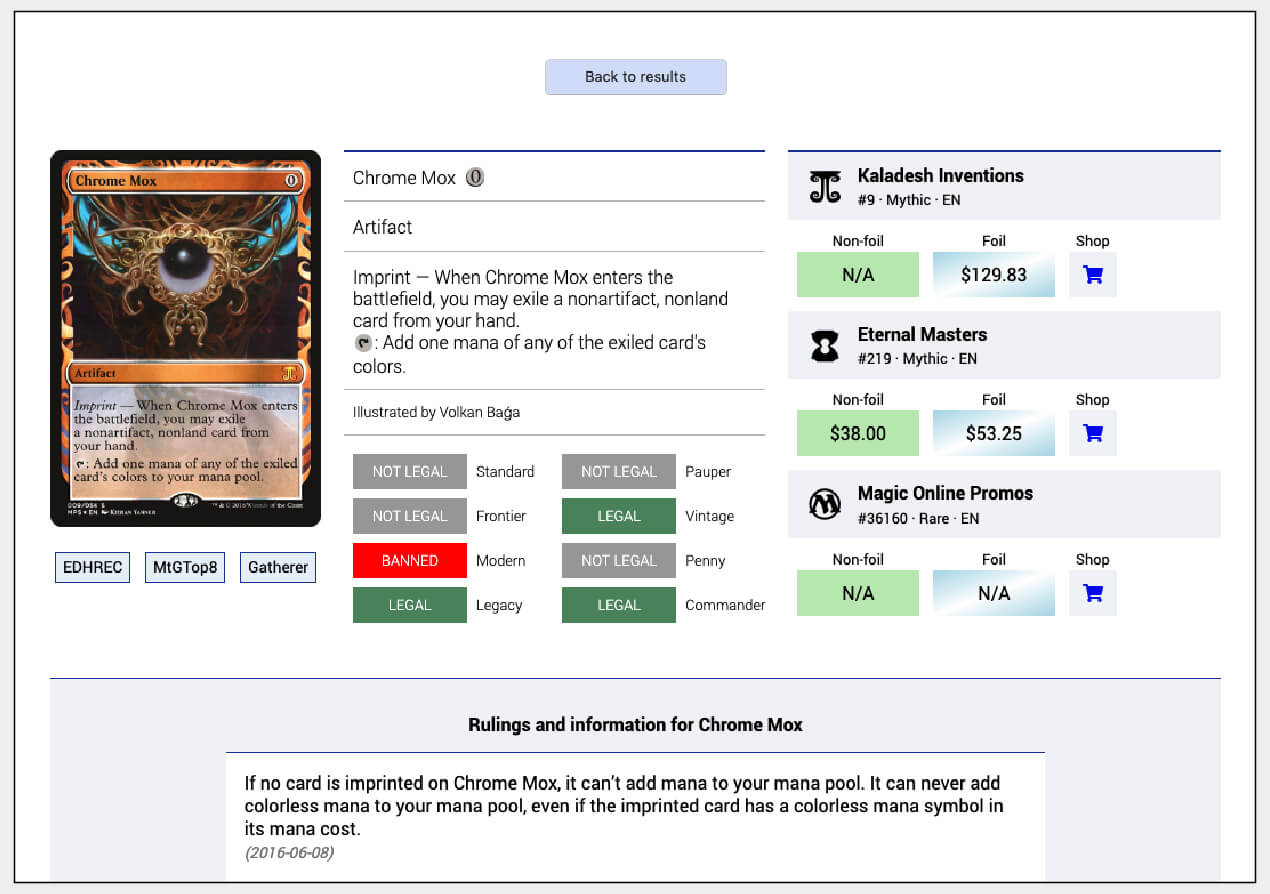 Back to results
Chrome Mox 0
Artifact
Imprint — When Chrome Mox enters
the battlefield, you may exile
a nonartifact, nonland card from
your hand.
: Add one mana of any of the exiled
card's colors to your mana pool.
009/054 S
MPS EN
™ & © 2016 Wizards of the Coast
EDHREC
MtGTop8
Gatherer
Chrome Mox 0
Artifact
Imprint — When Chrome Mox enters the
battlefield, you may exile a nonartifact, nonland
card from your hand.
: Add one mana of any of the exiled card's
colors.
Illustrated by Volkan Baǵa
NOT LEGAL Standard NOT LEGAL Pauper
NOT LEGAL Frontier LEGAL Vintage
BANNED Modern NOT LEGAL Penny
LEGAL Legacy LEGAL Commander
Kaladesh Inventions
#9 · Mythic · EN
Non-foil Foil Shop
N/A $129.83
Eternal Masters
#219 · Mythic · EN
Non-foil Foil Shop
$38.00 $53.25
Magic Online Promos
#36160 · Rare · EN
Non-foil Foil Shop
N/A N/A
Rulings and information for Chrome Mox
If no card is imprinted on Chrome Mox, it can't add mana to your mana pool. It can never add
colorless mana to your mana pool, even if the imprinted card has a colorless mana symbol in
its mana cost.
(2016-06-08)